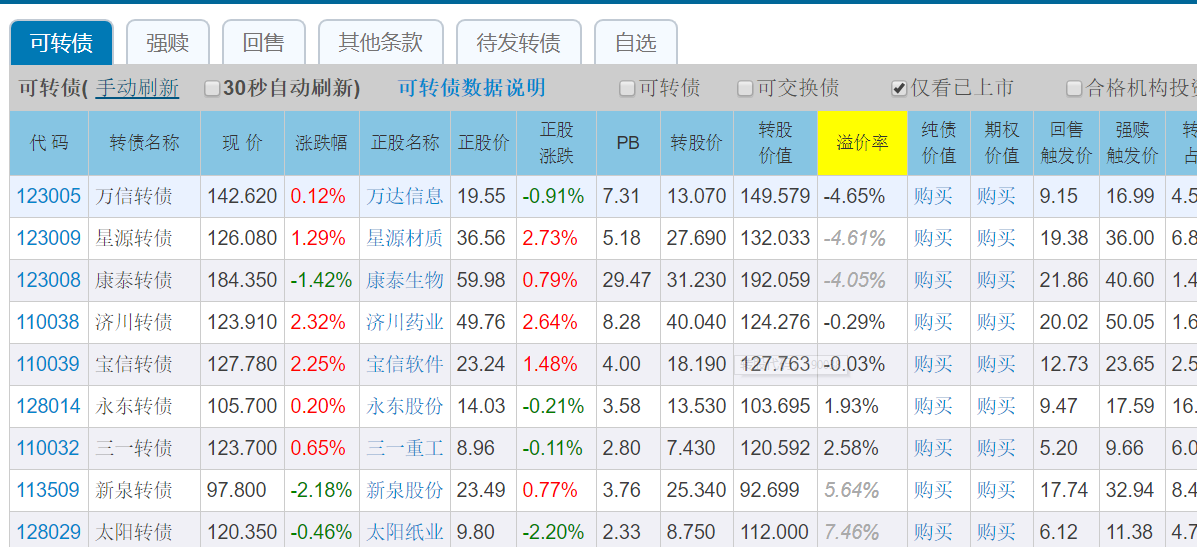 可转债 强赎 回售 其他条款 待发转债 自选
可转债( 手动刷新 30秒自动刷新) 可转债数据说明 可转债 可交换债 仅看已上市 合格机构投资
代 码 转债名称 现 价 涨跌幅 正股名称 正股价 正股涨跌 PB 转股价 转股价值 溢价率 纯债价值 期权价值 回售触发价 强赎触发价
123005 万信转债 142.620 0.12% 万达信息 19.55 -0.91% 7.31 13.070 149.579 -4.65% 购买 购买 9.15 16.99 4.5
123009 星源转债 126.080 1.29% 星源材质 36.56 2.73% 5.18 27.690 132.033 -4.61% 购买 购买 19.38 36.00 6.8
123008 康泰转债 184.350 -1.42% 康泰生物 59.98 0.79% 29.47 31.230 192.059 -4.05% 购买 购买 21.86 40.60 1.4
110038 济川转债 123.910 2.32% 济川药业 49.76 2.64% 8.28 40.040 124.276 -0.29% 购买 购买 20.02 50.05 1.6
110039 宝信转债 127.780 2.25% 宝信软件 23.24 1.48% 4.00 18.190 127.763 -0.03% 购买 购买 12.73 23.65 2.5
128014 永东转债 105.700 0.20% 永东股份 14.03 -0.21% 3.58 13.530 103.695 1.93% 购买 购买 9.47 17.59 16.
110032 三一转债 123.700 0.65% 三一重工 8.96 -0.11% 2.80 7.430 120.592 2.58% 购买 购买 5.20 9.66 6.0
113509 新泉转债 97.800 -2.18% 新泉股份 23.49 0.77% 3.76 25.340 92.699 5.64% 购买 购买 17.74 32.94 8.4
128029 太阳转债 120.350 -0.46% 太阳纸业 9.80 -2.20% 2.33 8.750 112.000 7.46% 购买 购买 6.12 11.38 4.7